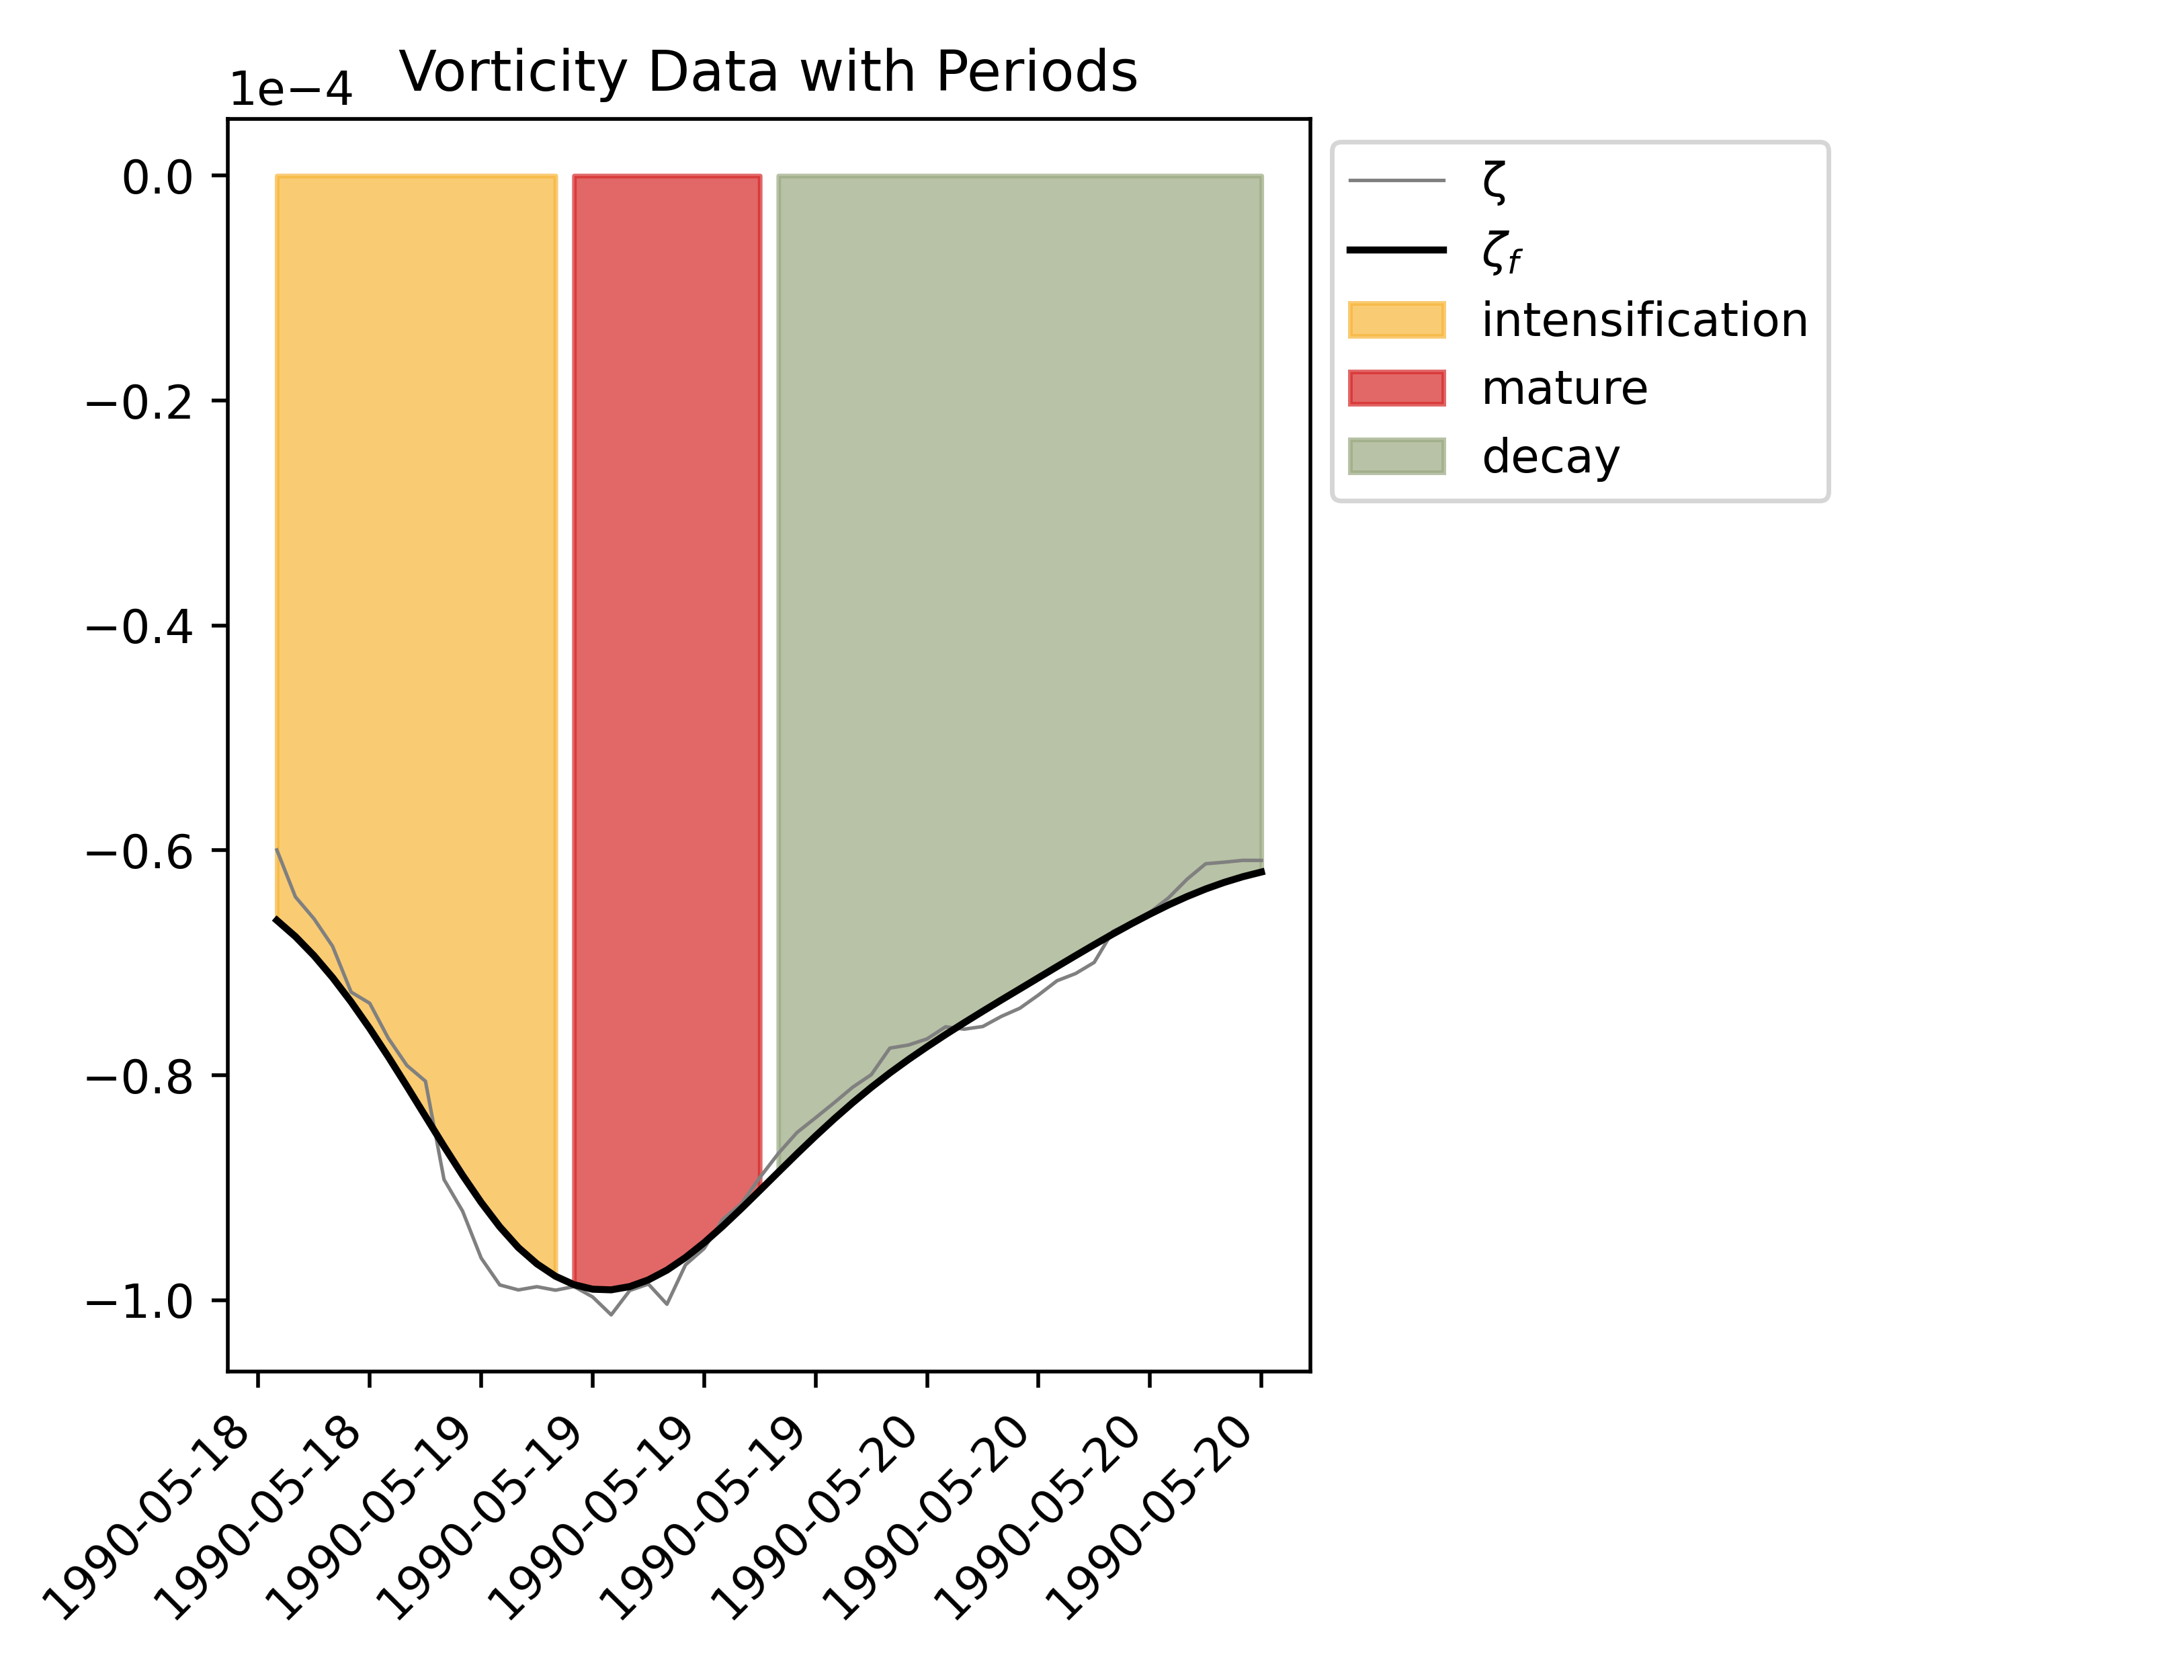 Vorticity Data with Periods
1e−4
0.0
−0.2
−0.4
−0.6
−0.8
−1.0
1990-05-18
1990-05-18
1990-05-19
1990-05-19
1990-05-19
1990-05-19
1990-05-20
1990-05-20
1990-05-20
1990-05-20
ζ
ζf
intensification
mature
decay